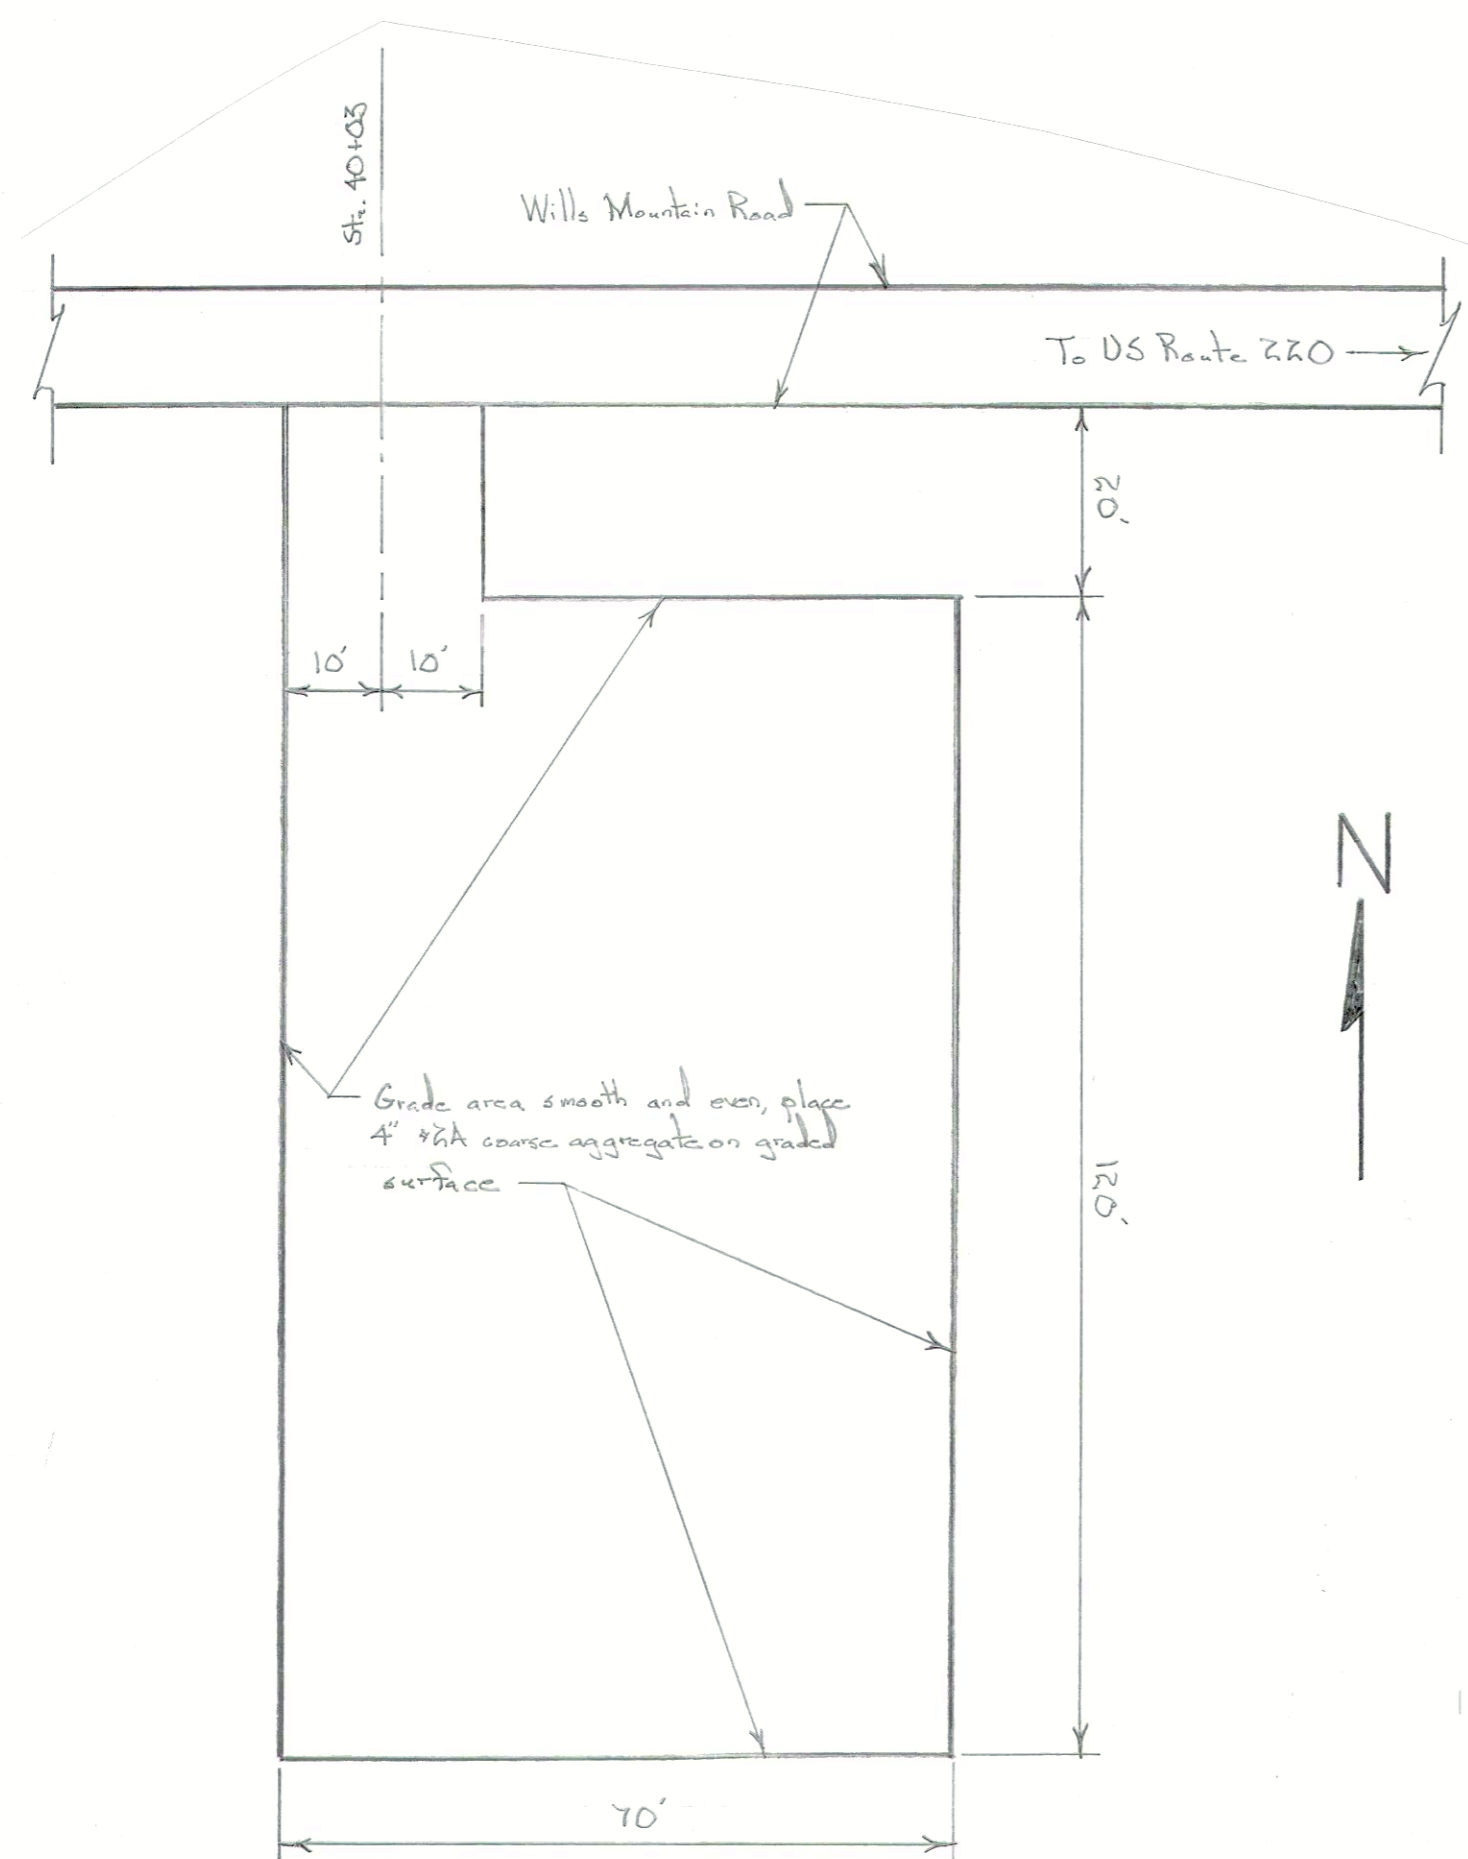 Sta. 40+03
Wills Mountain Road
To US Route 220
20'
10'
10'
N
Grade area smooth and even, place
4" #2A coarse aggregate on graded
surface
120'
70'